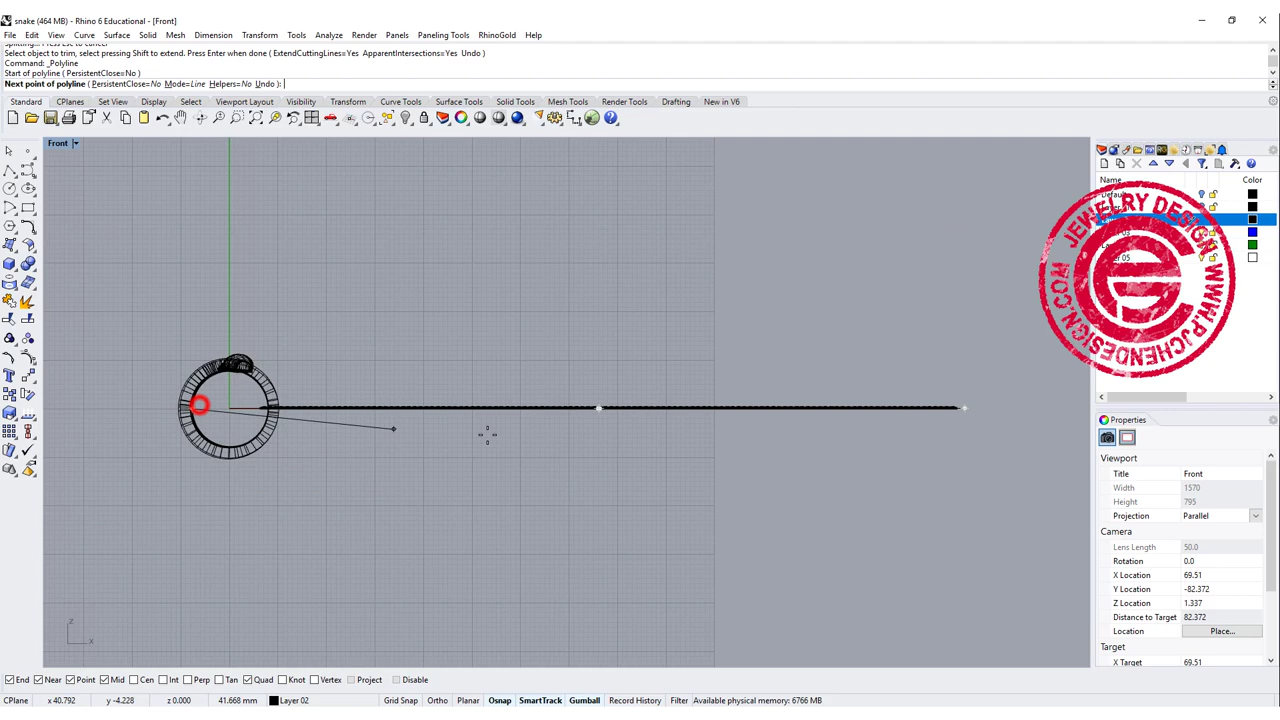 snake (464 MB) - Rhino 6 Educational - [Front]
File Edit View Curve Surface Solid Mesh Dimension Transform Tools Analyze Render Panels Paneling Tools RhinoGold Help
Splitting... Press Esc to cancel
Select object to trim, select pressing Shift to extend. Press Enter when done ( ExtendCuttingLines=Yes ApparentIntersections=Yes Undo )
Command: _Polyline
Start of polyline ( PersistentClose=No )
Next point of polyline ( PersistentClose=No Mode=Line Helpers=No Undo ):
Standard CPlanes Set View Display Select Viewport Layout Visibility Transform Curve Tools Surface Tools Solid Tools Mesh Tools Render Tools Drafting New in V6
Front
Name Color
Default
JEWELRY DESIGN WWW.PJCHENDESIGN.COM
Properties
Viewport
Title Front
Width 1570
Height 795
Projection Parallel
Camera
Lens Length 50.0
Rotation 0.0
X Location 69.51
Y Location -82.372
Z Location 1.337
Distance to Target 82.372
Location Place...
Target
X Target 69.51
z
x
End Near Point Mid Cen Int Perp Tan Quad Knot Vertex Project Disable
CPlane x 40.792 y -4.228 z 0.000 41.668 mm Layer 02 Grid Snap Ortho Planar Osnap SmartTrack Gumball Record History Filter Available physical memory: 6766 MB